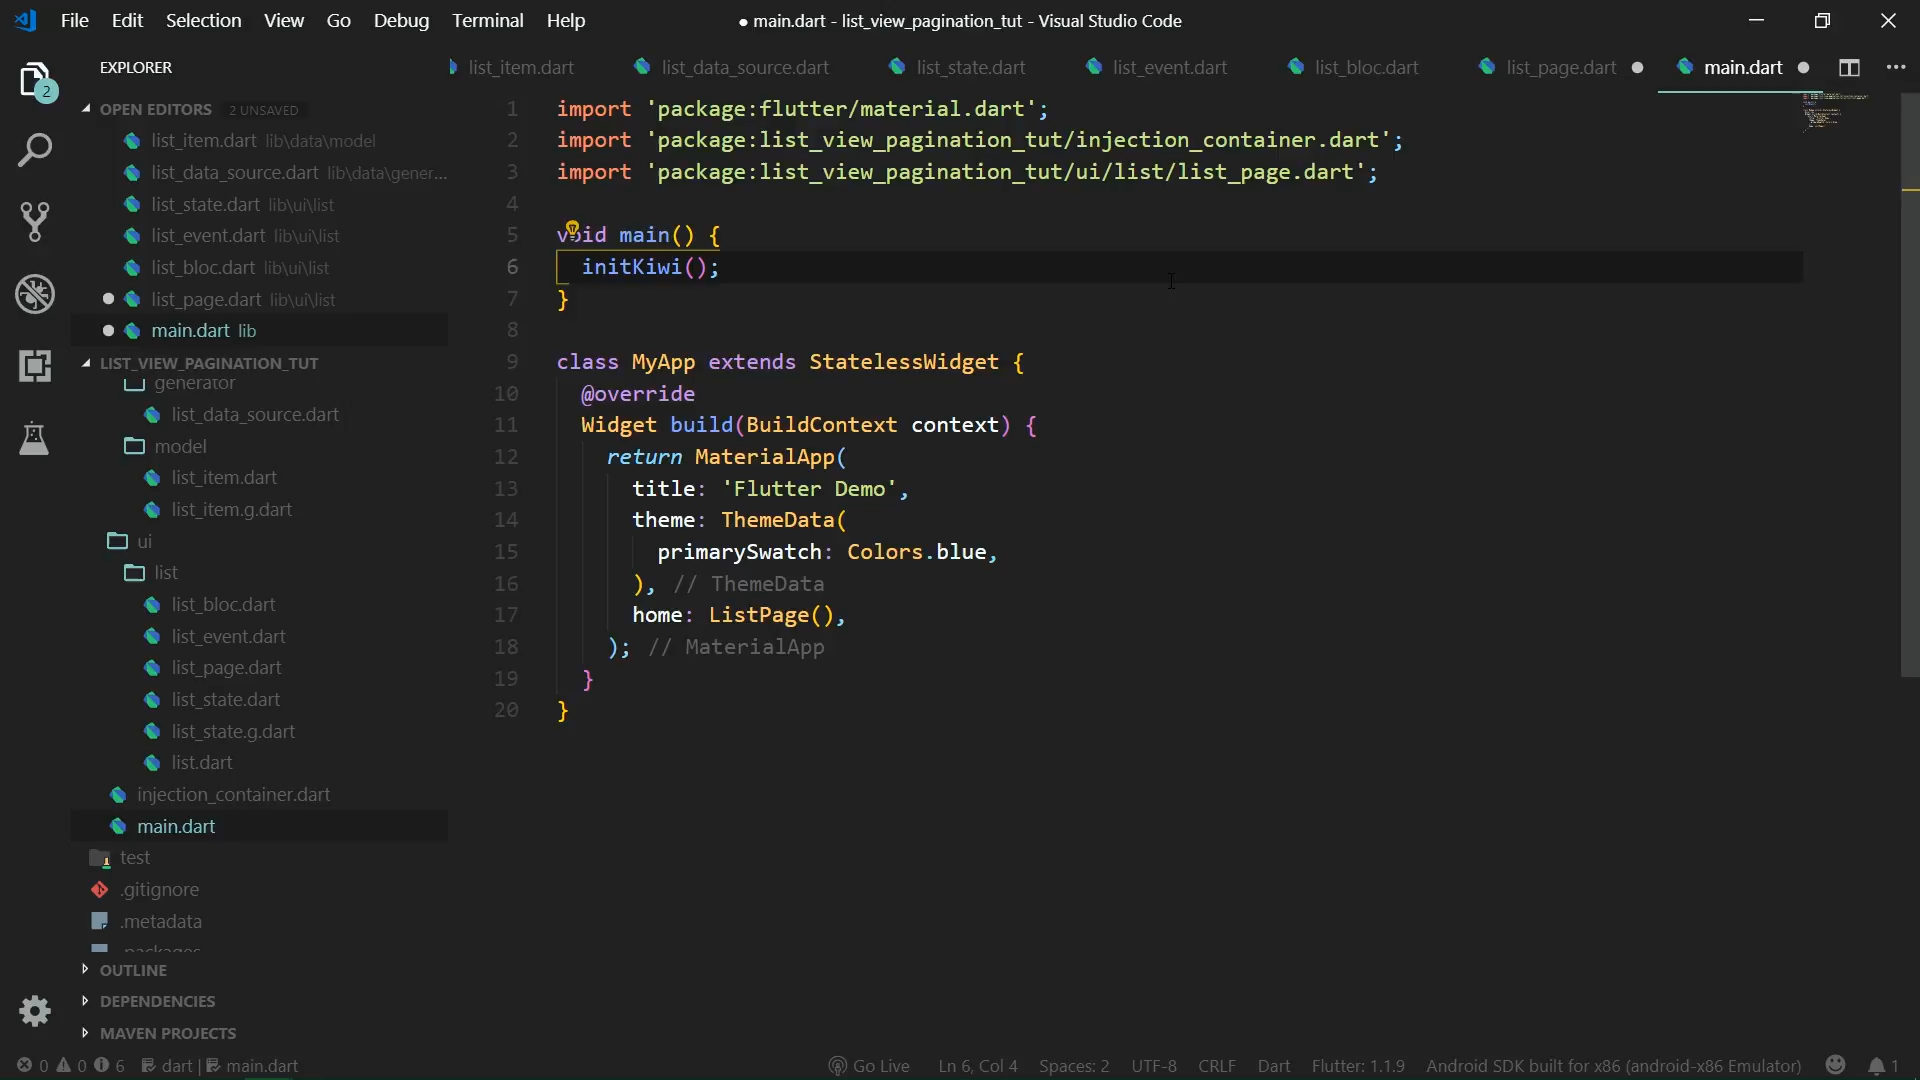 File Edit Selection View Go Debug Terminal Help
● main.dart - list_view_pagination_tut - Visual Studio Code
EXPLORER
list_item.dart list_data_source.dart list_state.dart list_event.dart list_bloc.dart list_page.dart ● main.dart ●
2
OPEN EDITORS 2 UNSAVED
list_item.dart lib\data\model
list_data_source.dart lib\data\gener...
list_state.dart lib\ui\list
list_event.dart lib\ui\list
list_bloc.dart lib\ui\list
list_page.dart lib\ui\list
main.dart lib
LIST_VIEW_PAGINATION_TUT
generator
list_data_source.dart
model
list_item.dart
list_item.g.dart
ui
list
list_bloc.dart
list_event.dart
list_page.dart
list_state.dart
list_state.g.dart
list.dart
injection_container.dart
main.dart
test
.gitignore
.metadata
.packages
OUTLINE
DEPENDENCIES
MAVEN PROJECTS
1 import 'package:flutter/material.dart';
2 import 'package:list_view_pagination_tut/injection_container.dart';
3 import 'package:list_view_pagination_tut/ui/list/list_page.dart';
4
5 void main() {
6 initKiwi();
7 }
8
9 class MyApp extends StatelessWidget {
10 @override
11 Widget build(BuildContext context) {
12 return MaterialApp(
13 title: 'Flutter Demo',
14 theme: ThemeData(
15 primarySwatch: Colors.blue,
16 ), // ThemeData
17 home: ListPage(),
18 ); // MaterialApp
19 }
20 }
0 0 6 dart | main.dart Go Live Ln 6, Col 4 Spaces: 2 UTF-8 CRLF Dart Flutter: 1.1.9 Android SDK built for x86 (android-x86 Emulator) 1